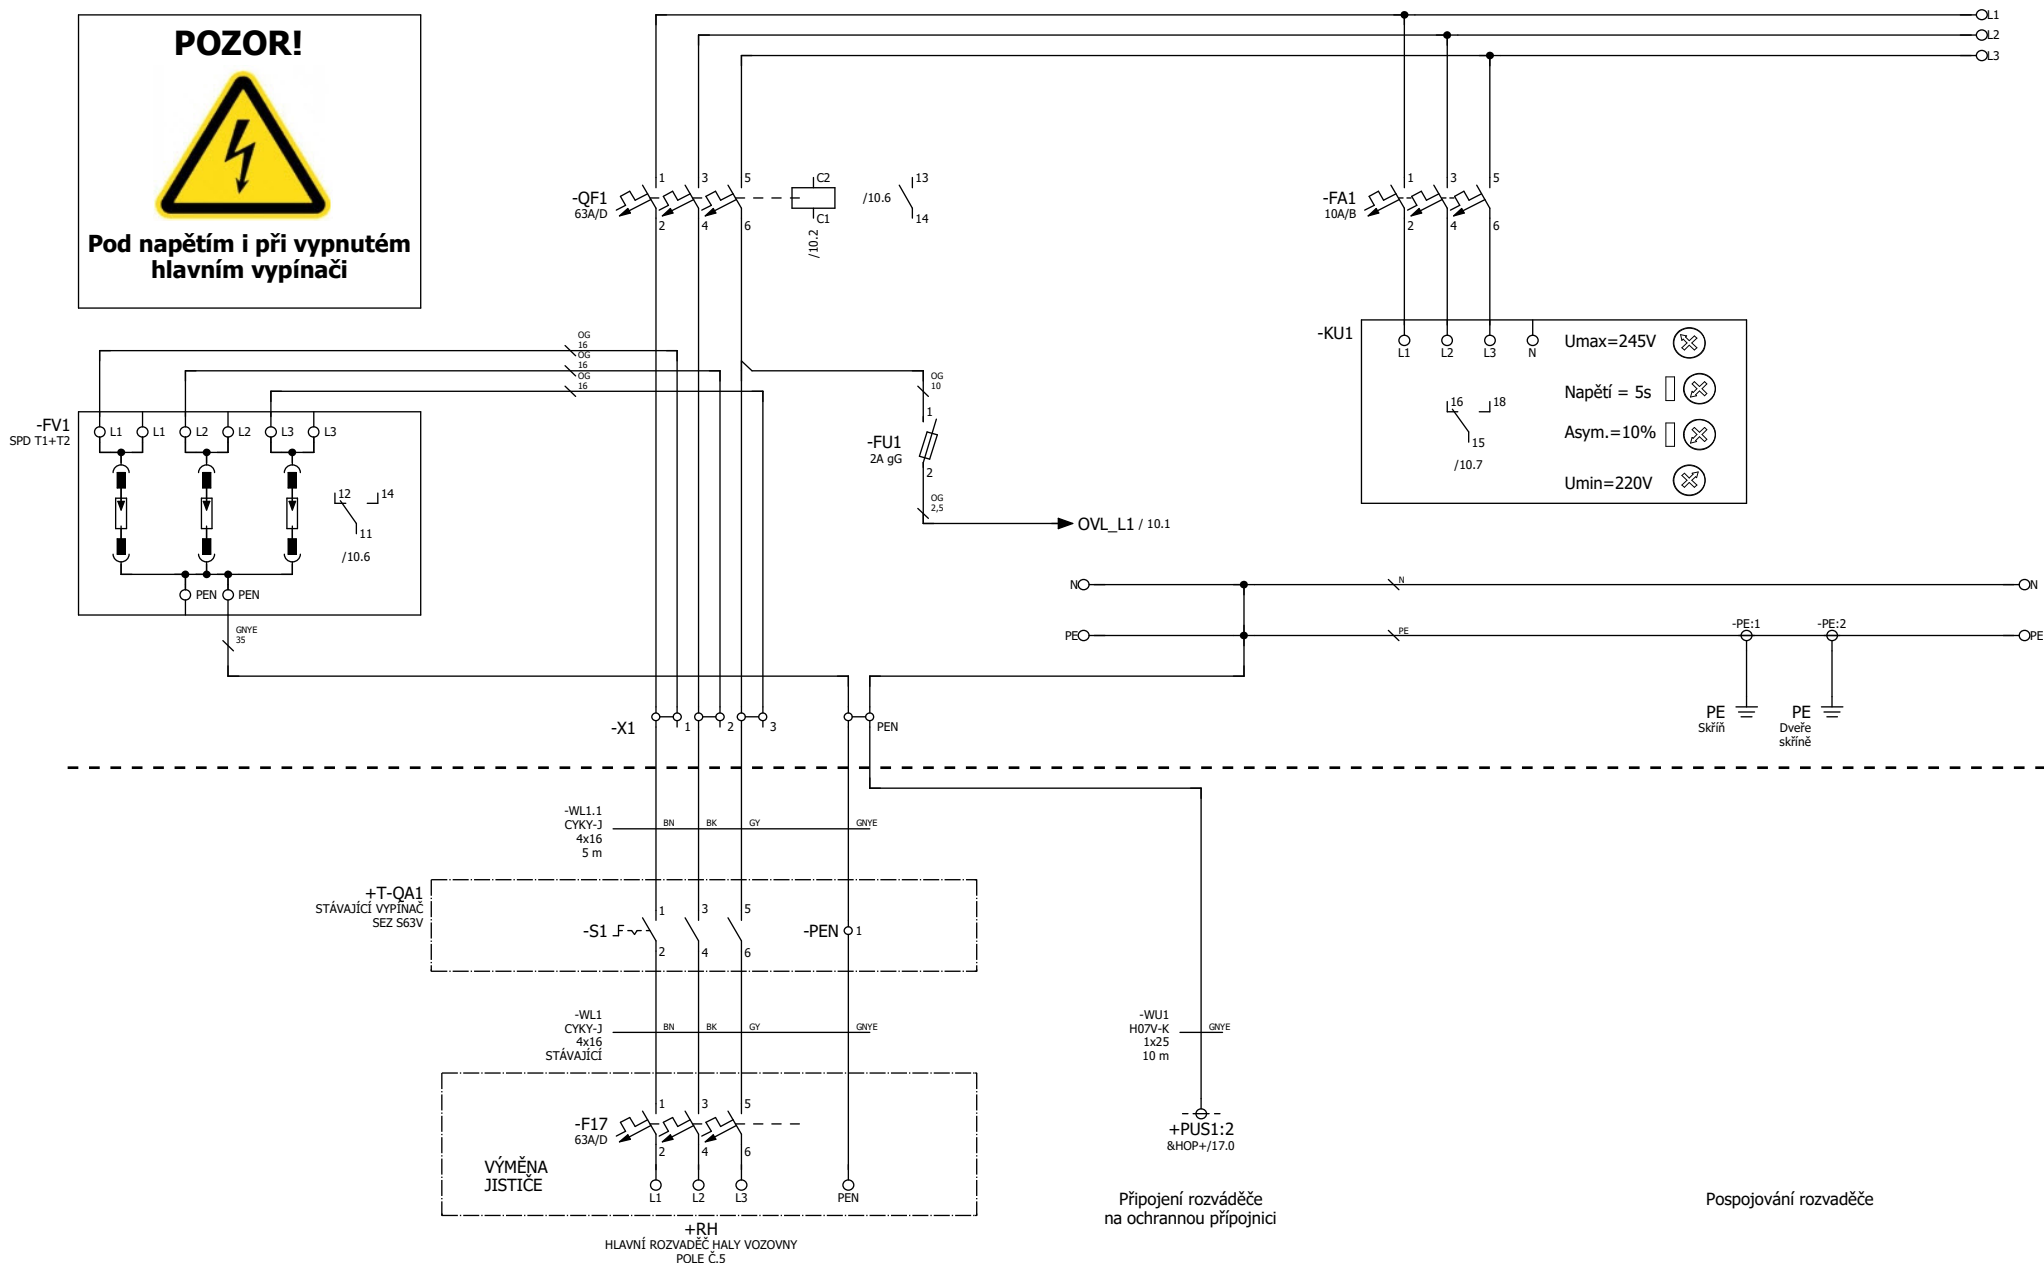 POZOR!
Pod napětím i při vypnutém
hlavním vypínači
L1
L2
L3
-QF1
63A/D
1
3
5
2
4
6
C2
C1
/10.2
/10.6
13
14
-FA1
10A/B
1
3
5
2
4
6
-KU1
L1
L2
L3
N
Umax=245V
Napětí = 5s
Asym.=10%
Umin=220V
16
18
15
/10.7
OG
16
OG
16
OG
16
-FV1
SPD T1+T2
L1
L1
L2
L2
L3
L3
12
14
11
/10.6
PEN
PEN
GNYE
35
OG
10
1
-FU1
2A gG
2
OG
2,5
OVL_L1 / 10.1
N
N
N
PE
PE
-PE:1
-PE:2
PE
PE
Skříň
PE
Dveře
skříně
-X1
1
2
3
PEN
-WL1.1
CYKY-J
4x16
5 m
BN
BK
GY
GNYE
+T-QA1
STÁVAJÍCÍ VYPÍNAČ
SEZ S63V
-S1
1
3
5
2
4
6
-PEN
1
-WL1
CYKY-J
4x16
STÁVAJÍCÍ
BN
BK
GY
GNYE
-WU1
H07V-K
1x25
10 m
GNYE
-F17
63A/D
1
3
5
2
4
6
VÝMĚNA
JISTIČE
L1
L2
L3
PEN
+RH
HLAVNÍ ROZVADĚČ HALY VOZOVNY
POLE Č.5
+PUS1:2
&HOP+/17.0
Připojení rozváděče
na ochrannou přípojnici
Pospojování rozvaděče